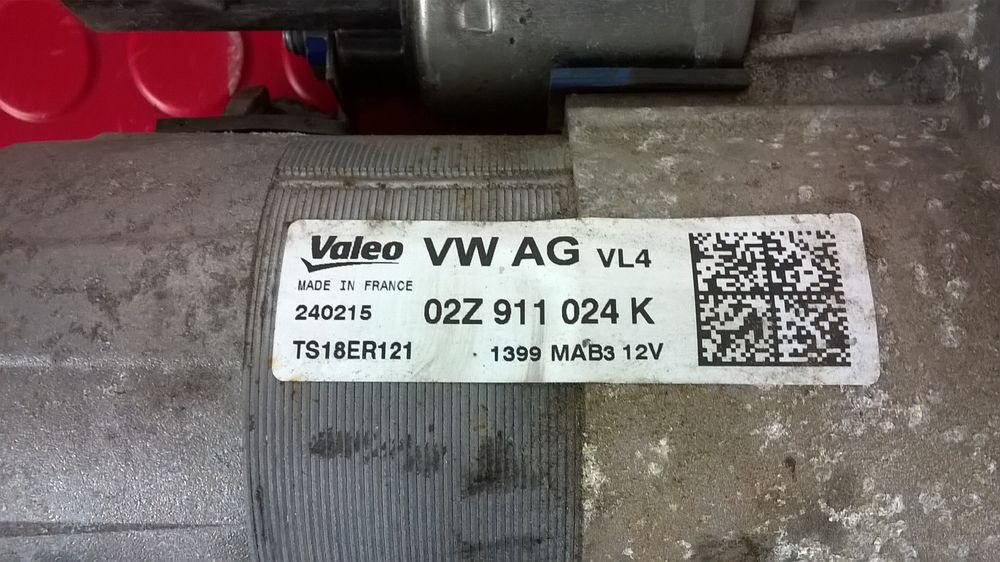 Valeo VW AG VL4
MADE IN FRANCE
240215 02Z 911 024 K
TS18ER121 1399 MAB3 12V